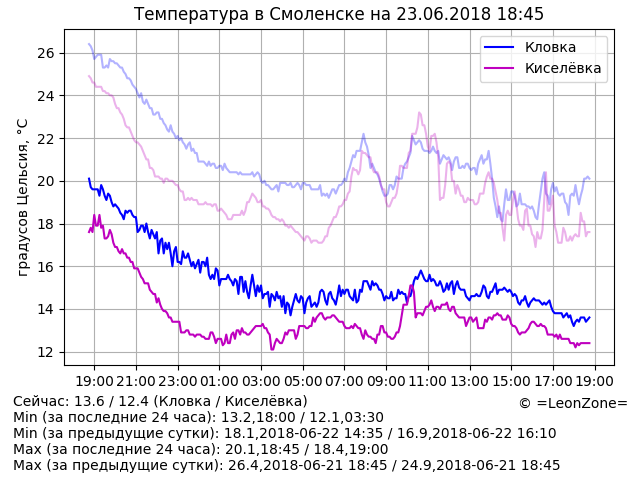 Температура в Смоленске на 23.06.2018 18:45
Кловка
Киселёвка
градусов Цельсия, °C
26
24
22
20
18
16
14
12
19:00 21:00 23:00 01:00 03:00 05:00 07:00 09:00 11:00 13:00 15:00 17:00 19:00
Сейчас: 13.6 / 12.4 (Кловка / Киселёвка)
© =LeonZone=
Min (за последние 24 часа): 13.2,18:00 / 12.1,03:30
Min (за предыдущие сутки): 18.1,2018-06-22 14:35 / 16.9,2018-06-22 16:10
Max (за последние 24 часа): 20.1,18:45 / 18.4,19:00
Max (за предыдущие сутки): 26.4,2018-06-21 18:45 / 24.9,2018-06-21 18:45